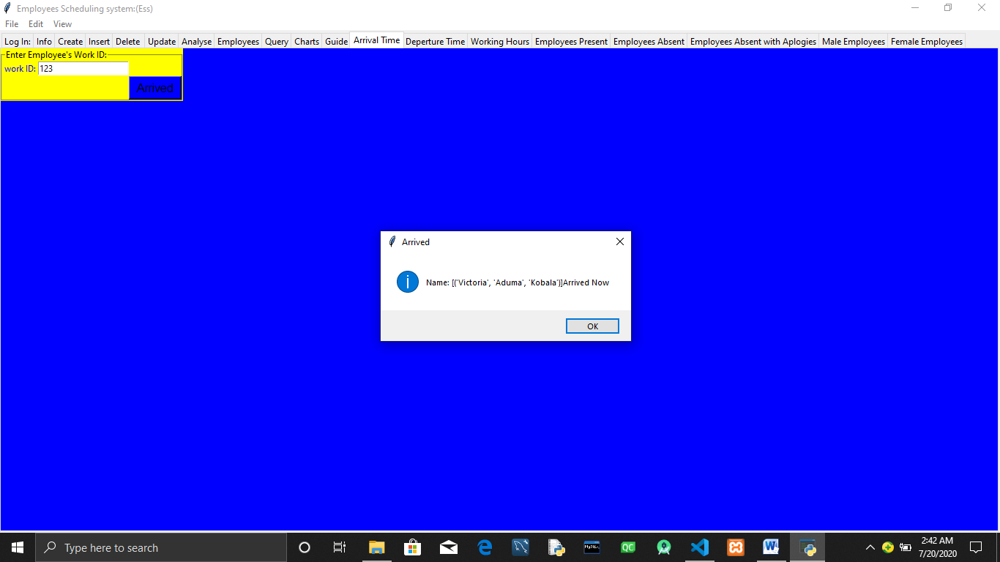 Employees Scheduling system:(Ess)
File Edit View
Log In: Info Create Insert Delete Update Analyse Employees Query Charts Guide Arrival Time Deperture Time Working Hours Employees Present Employees Absent Employees Absent with Aplogies Male Employees Female Employees
Enter Employee's Work ID:
work ID: 123
Arrived
Arrived
Name: [('Victoria', 'Aduma', 'Kobala')]Arrived Now
OK
Type here to search
MySQL
QC
2:42 AM
7/20/2020